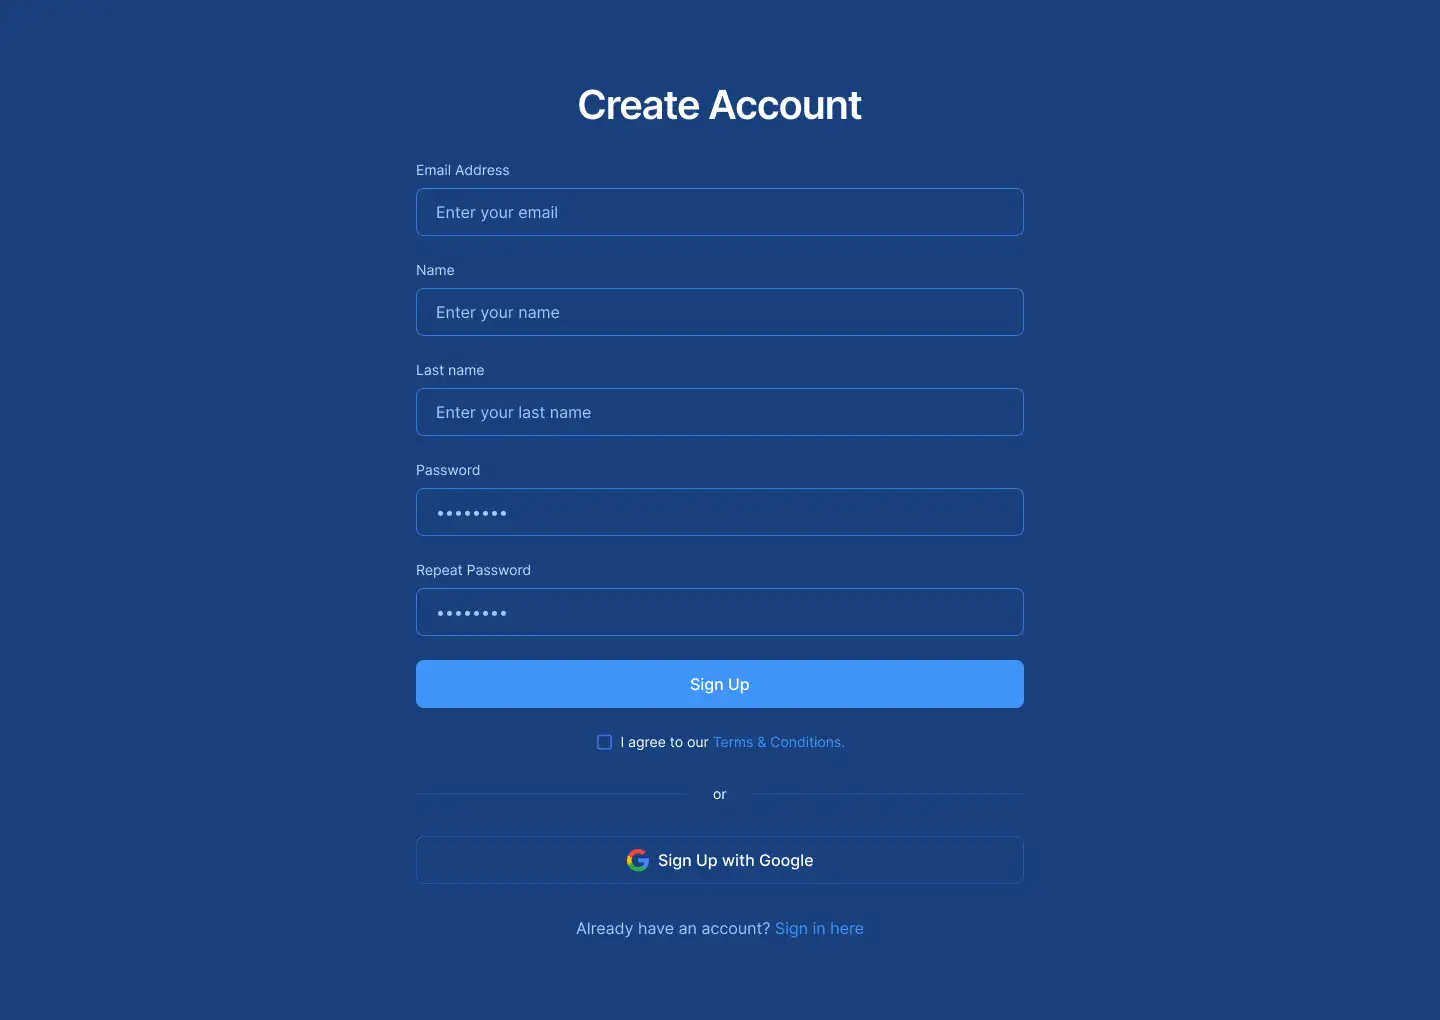 Create Account
Email Address
Enter your email
Name
Enter your name
Last name
Enter your last name
Password
••••••••
Repeat Password
••••••••
Sign Up
I agree to our Terms & Conditions.
or
Sign Up with Google
Already have an account? Sign in here